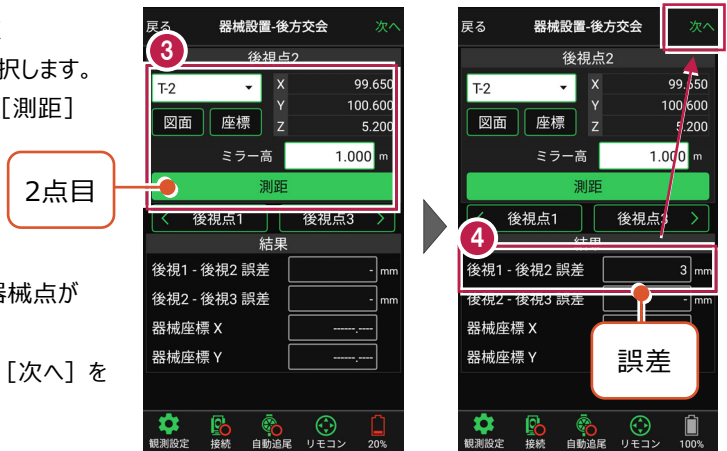 択します。
［測距］
2点目
器械点が
［次へ］を
戻る 器械設置-後方交会 次へ
3
後視点2
T-2
X 99.650
Y 100.600
Z 5.200
図面 座標
ミラー高 1.000 m
測距
< 後視点1 後視点3 >
結果
後視1 - 後視2 誤差 - mm
後視2 - 後視3 誤差 - mm
器械座標 X ------.----
器械座標 Y ------.----
観測設定 接続 自動追尾 リモコン 20%
戻る 器械設置-後方交会 次へ
後視点2
T-2
X 99.650
Y 100.600
Z 5.200
図面 座標
ミラー高 1.000 m
測距
< 後視点1 後視点3 >
4
結果
後視1 - 後視2 誤差 3 mm
後視2 - 後視3 誤差 - mm
器械座標 X
器械座標 Y
誤差
観測設定 接続 自動追尾 リモコン 100%